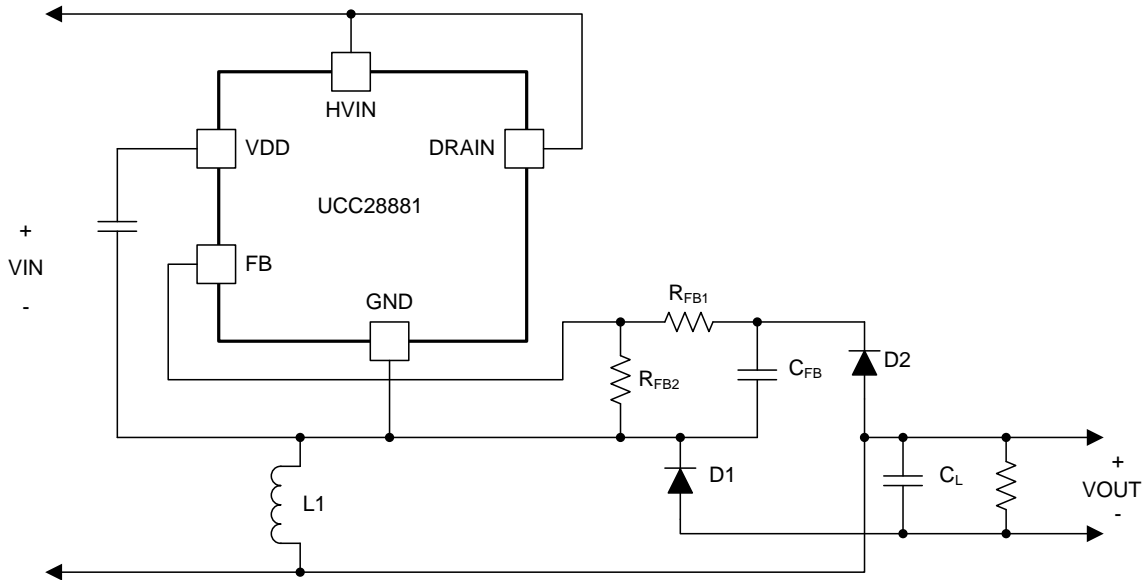 HVIN
VDD
DRAIN
UCC28881
+
VIN
-
FB
GND
RFB1
RFB2
CFB
D2
D1
CL
+
VOUT
-
L1